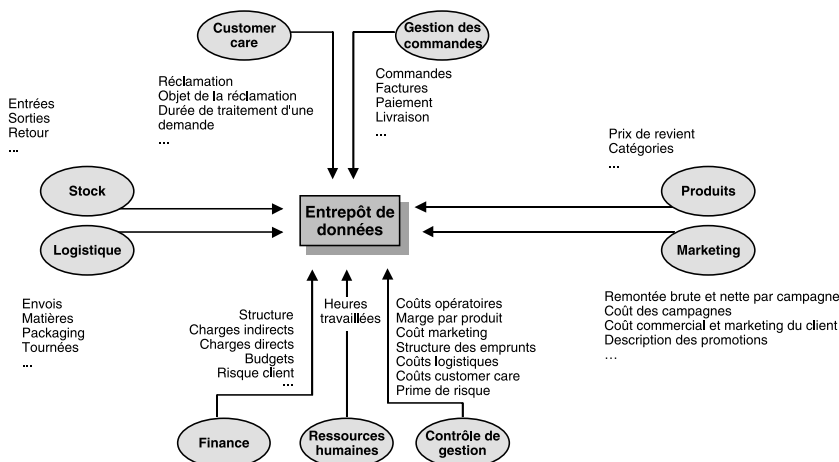 Customer
care
Gestion des
commandes
Réclamation
Objet de la réclamation
Durée de traitement d'une
demande
...
Commandes
Factures
Paiement
Livraison
...
Entrées
Sorties
Retour
...
Prix de revient
Catégories
...
Stock
Produits
Entrepôt de
données
Logistique
Marketing
Envois
Matières
Packaging
Tournées
...
Remontée brute et nette par campagne
Coût des campagnes
Coût commercial et marketing du client
Description des promotions
...
Structure
Charges indirects
Charges directs
Budgets
Risque client
...
Heures
travaillées
Coûts opératoires
Marge par produit
Coût marketing
Structure des emprunts
Coûts logistiques
Coûts customer care
Prime de risque
Finance
Ressources
humaines
Contrôle de
gestion